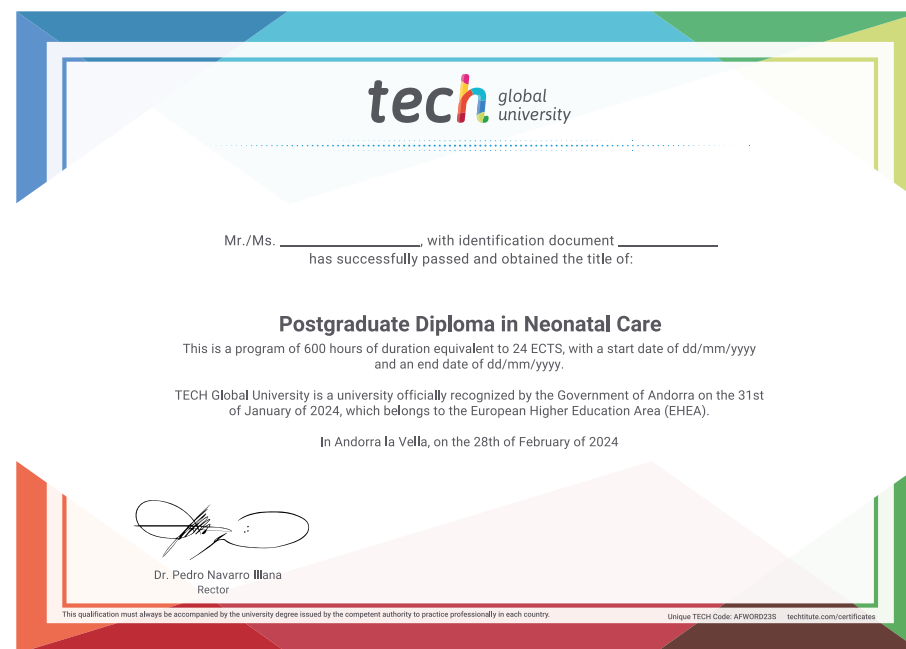 tech global university
Mr./Ms. ____________________, with identification document ______________
has successfully passed and obtained the title of:
Postgraduate Diploma in Neonatal Care
This is a program of 600 hours of duration equivalent to 24 ECTS, with a start date of dd/mm/yyyy
and an end date of dd/mm/yyyy.
TECH Global University is a university officially recognized by the Government of Andorra on the 31st
of January of 2024, which belongs to the European Higher Education Area (EHEA).
In Andorra la Vella, on the 28th of February of 2024
Dr. Pedro Navarro Illana
Rector
This qualification must always be accompanied by the university degree issued by the competent authority to practice professionally in each country.
Unique TECH Code: AFWORD23S techtitute.com/certificates